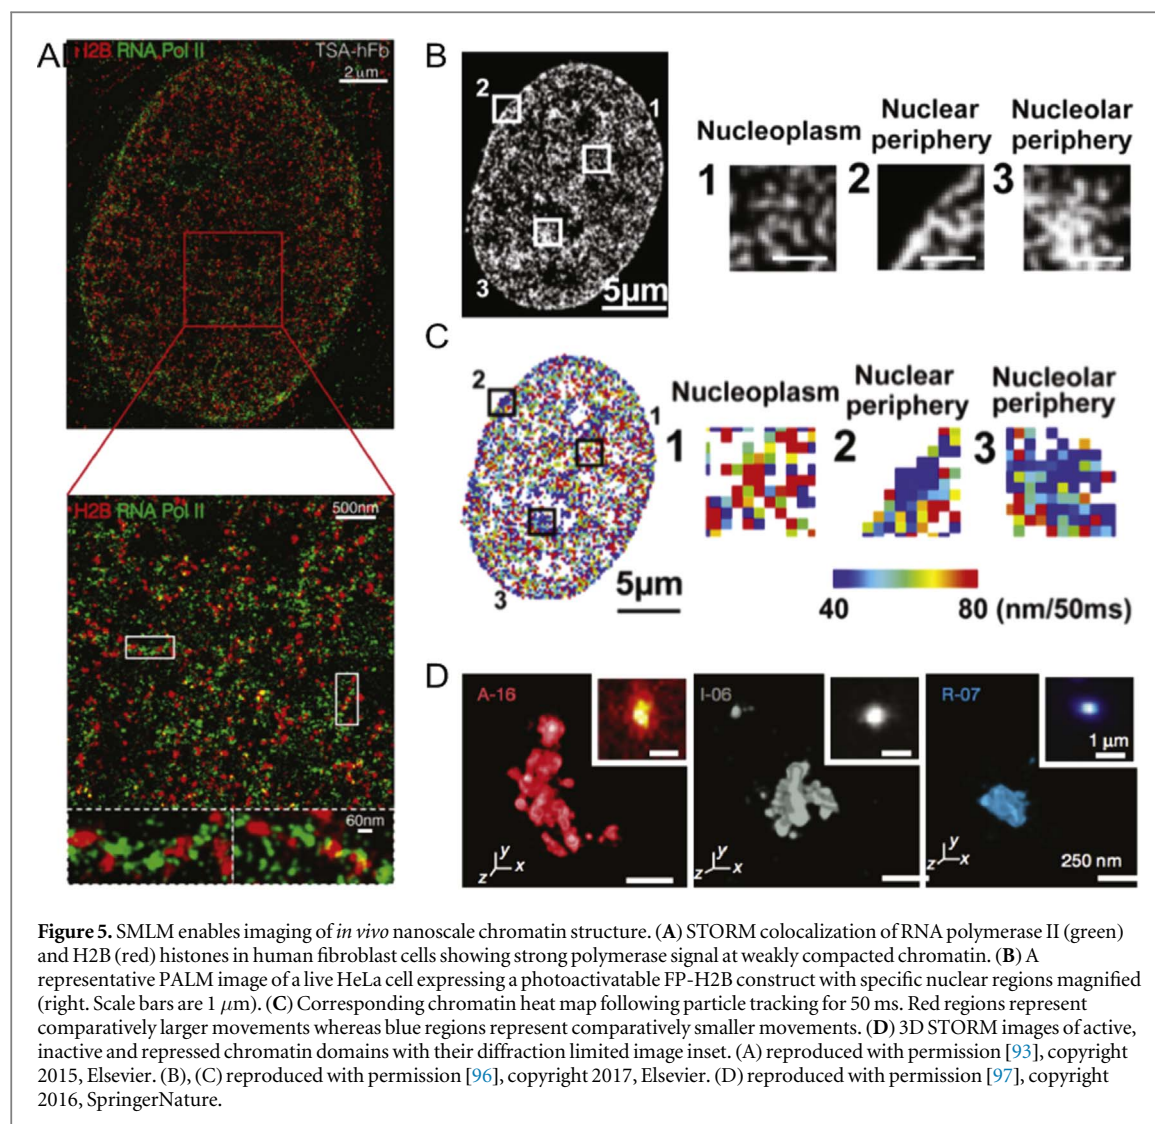 A
H2B RNA Pol II
TSA-hFb
2 μm
H2B RNA Pol II
500nm
60nm
B
2
1
3
5μm
Nucleoplasm
1
Nuclear
periphery
2
Nucleolar
periphery
3
C
2
1
3
5μm
Nucleoplasm
1
Nuclear
periphery
2
Nucleolar
periphery
3
40
80 (nm/50ms)
D
A-16
y
z
x
I-06
y
z
x
R-07
1 μm
y
z
x
250 nm
Figure 5. SMLM enables imaging of in vivo nanoscale chromatin structure. (A) STORM colocalization of RNA polymerase II (green)
and H2B (red) histones in human fibroblast cells showing strong polymerase signal at weakly compacted chromatin. (B) A
representative PALM image of a live HeLa cell expressing a photoactivatable FP-H2B construct with specific nuclear regions magnified
(right. Scale bars are 1 μm). (C) Corresponding chromatin heat map following particle tracking for 50 ms. Red regions represent
comparatively larger movements whereas blue regions represent comparatively smaller movements. (D) 3D STORM images of active,
inactive and repressed chromatin domains with their diffraction limited image inset. (A) reproduced with permission [93], copyright
2015, Elsevier. (B), (C) reproduced with permission [96], copyright 2017, Elsevier. (D) reproduced with permission [97], copyright
2016, SpringerNature.